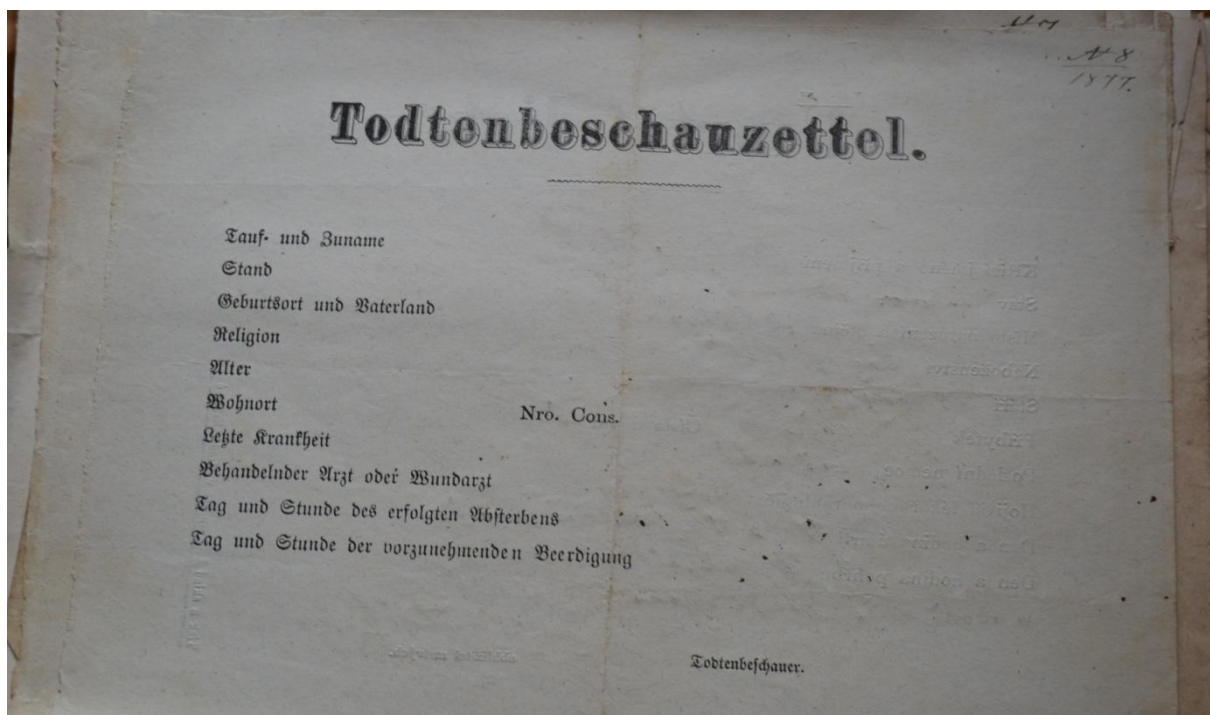 N 8
1877.
Todtenbeschauzettel.
Tauf- und Zuname
Stand
Geburtsort und Vaterland
Religion
Alter
Wohnort Nro. Cons.
Letzte Krankheit
Behandelnder Arzt oder Wundarzt
Tag und Stunde des erfolgten Absterbens
Tag und Stunde der vorzunehmenden Beerdigung
Todtenbeschauer.